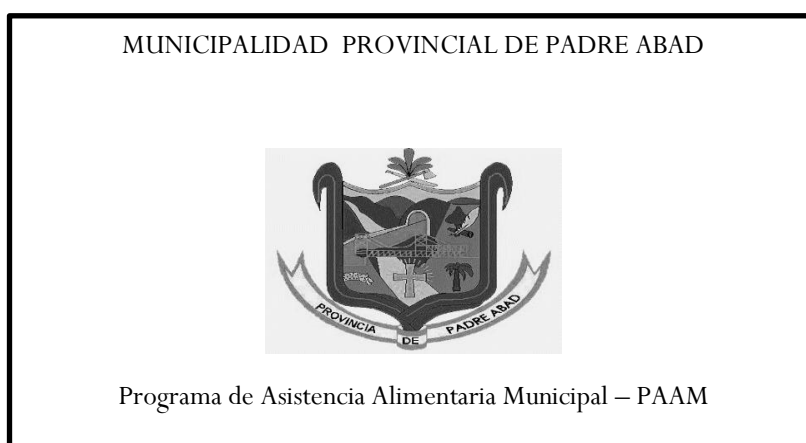 MUNICIPALIDAD PROVINCIAL DE PADRE ABAD
PROVINCIA DE PADRE ABAD
Programa de Asistencia Alimentaria Municipal – PAAM